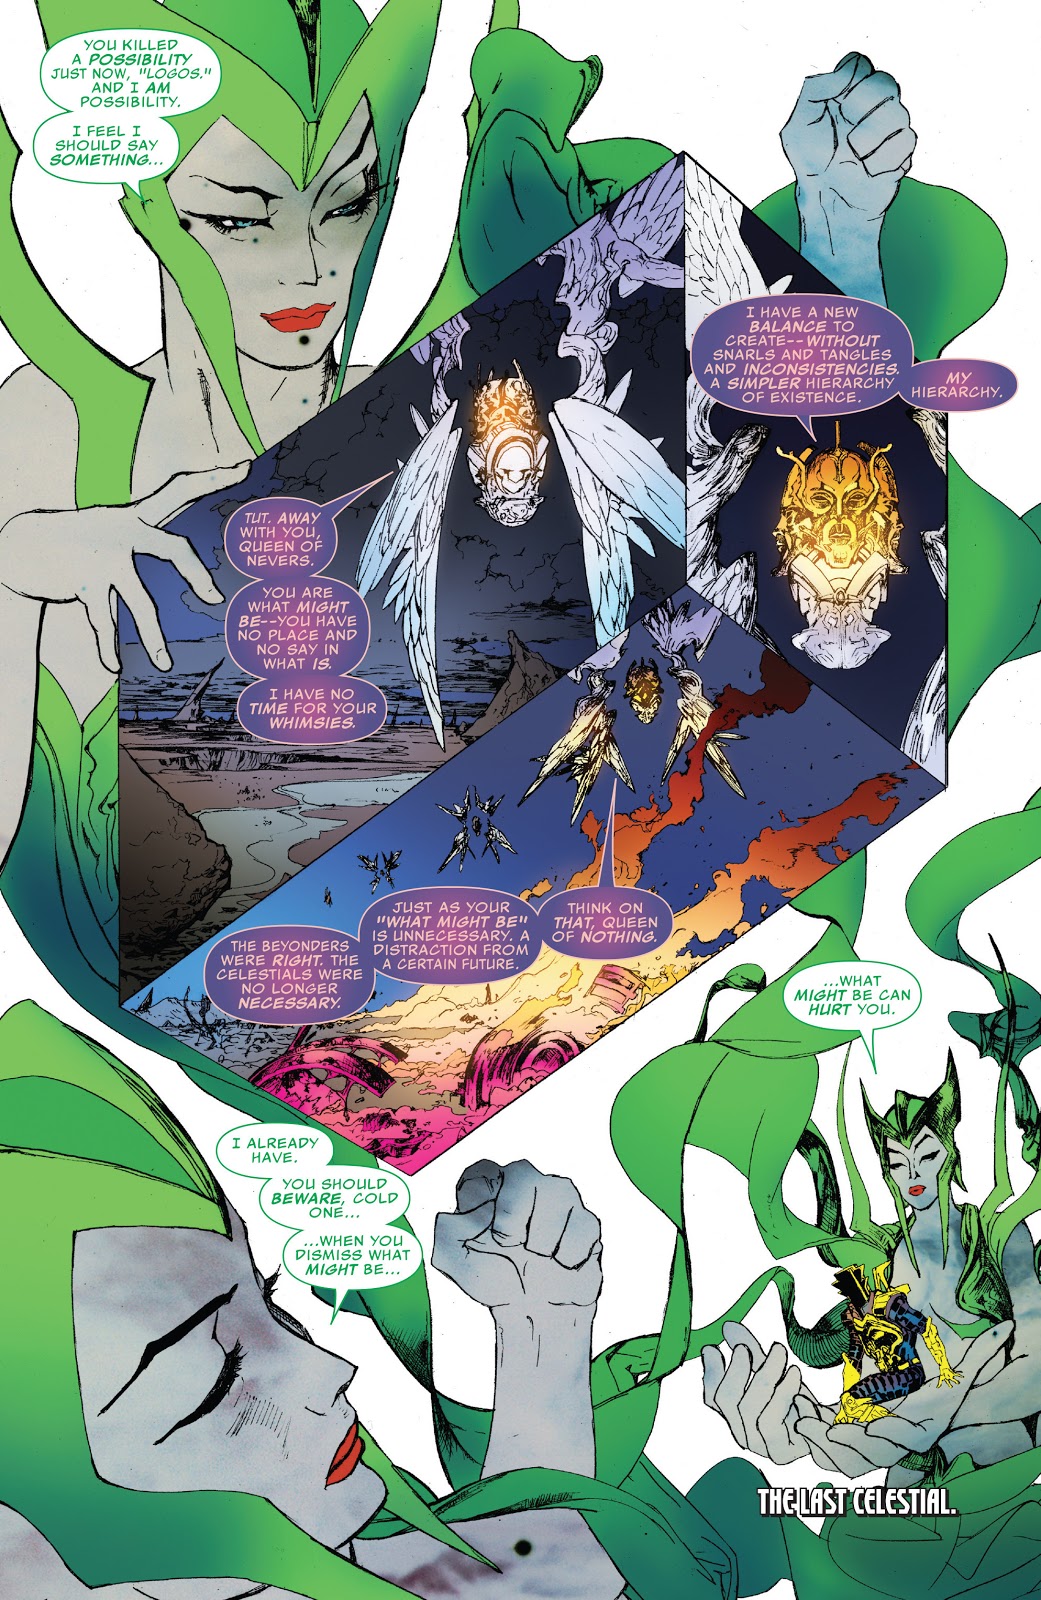 YOU KILLED
A POSSIBILITY
JUST NOW, "LOGOS."
AND I AM
POSSIBILITY.
I FEEL I
SHOULD SAY
SOMETHING...
TUT. AWAY
WITH YOU,
QUEEN OF
NEVERS.
YOU ARE
WHAT MIGHT
BE--YOU HAVE
NO PLACE AND
NO SAY IN
WHAT IS.
I HAVE NO
TIME FOR YOUR
WHIMSIES.
I HAVE A NEW
BALANCE TO
CREATE--WITHOUT
SNARLS AND TANGLES
AND INCONSISTENCIES.
A SIMPLER HIERARCHY
OF EXISTENCE.
MY
HIERARCHY.
THE BEYONDERS
WERE RIGHT. THE
CELESTIALS WERE
NO LONGER
NECESSARY.
JUST AS YOUR
"WHAT MIGHT BE"
IS UNNECESSARY. A
DISTRACTION FROM
A CERTAIN FUTURE.
THINK ON
THAT, QUEEN
OF NOTHING.
I ALREADY
HAVE.
YOU SHOULD
BEWARE, COLD
ONE...
...WHEN YOU
DISMISS WHAT
MIGHT BE...
...WHAT
MIGHT BE CAN
HURT YOU.
THE LAST CELESTIAL.